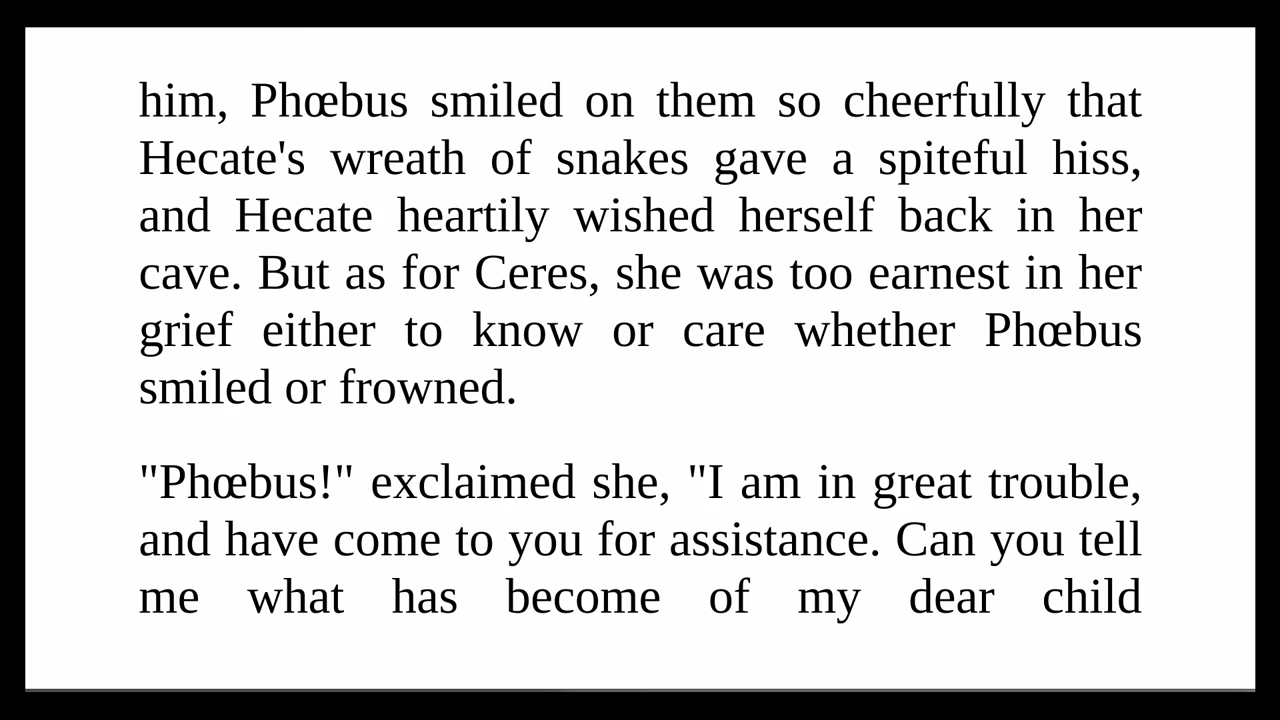 him, Phœbus smiled on them so cheerfully that
Hecate's wreath of snakes gave a spiteful hiss,
and Hecate heartily wished herself back in her
cave. But as for Ceres, she was too earnest in her
grief either to know or care whether Phœbus
smiled or frowned.
"Phœbus!" exclaimed she, "I am in great trouble,
and have come to you for assistance. Can you tell
me what has become of my dear child